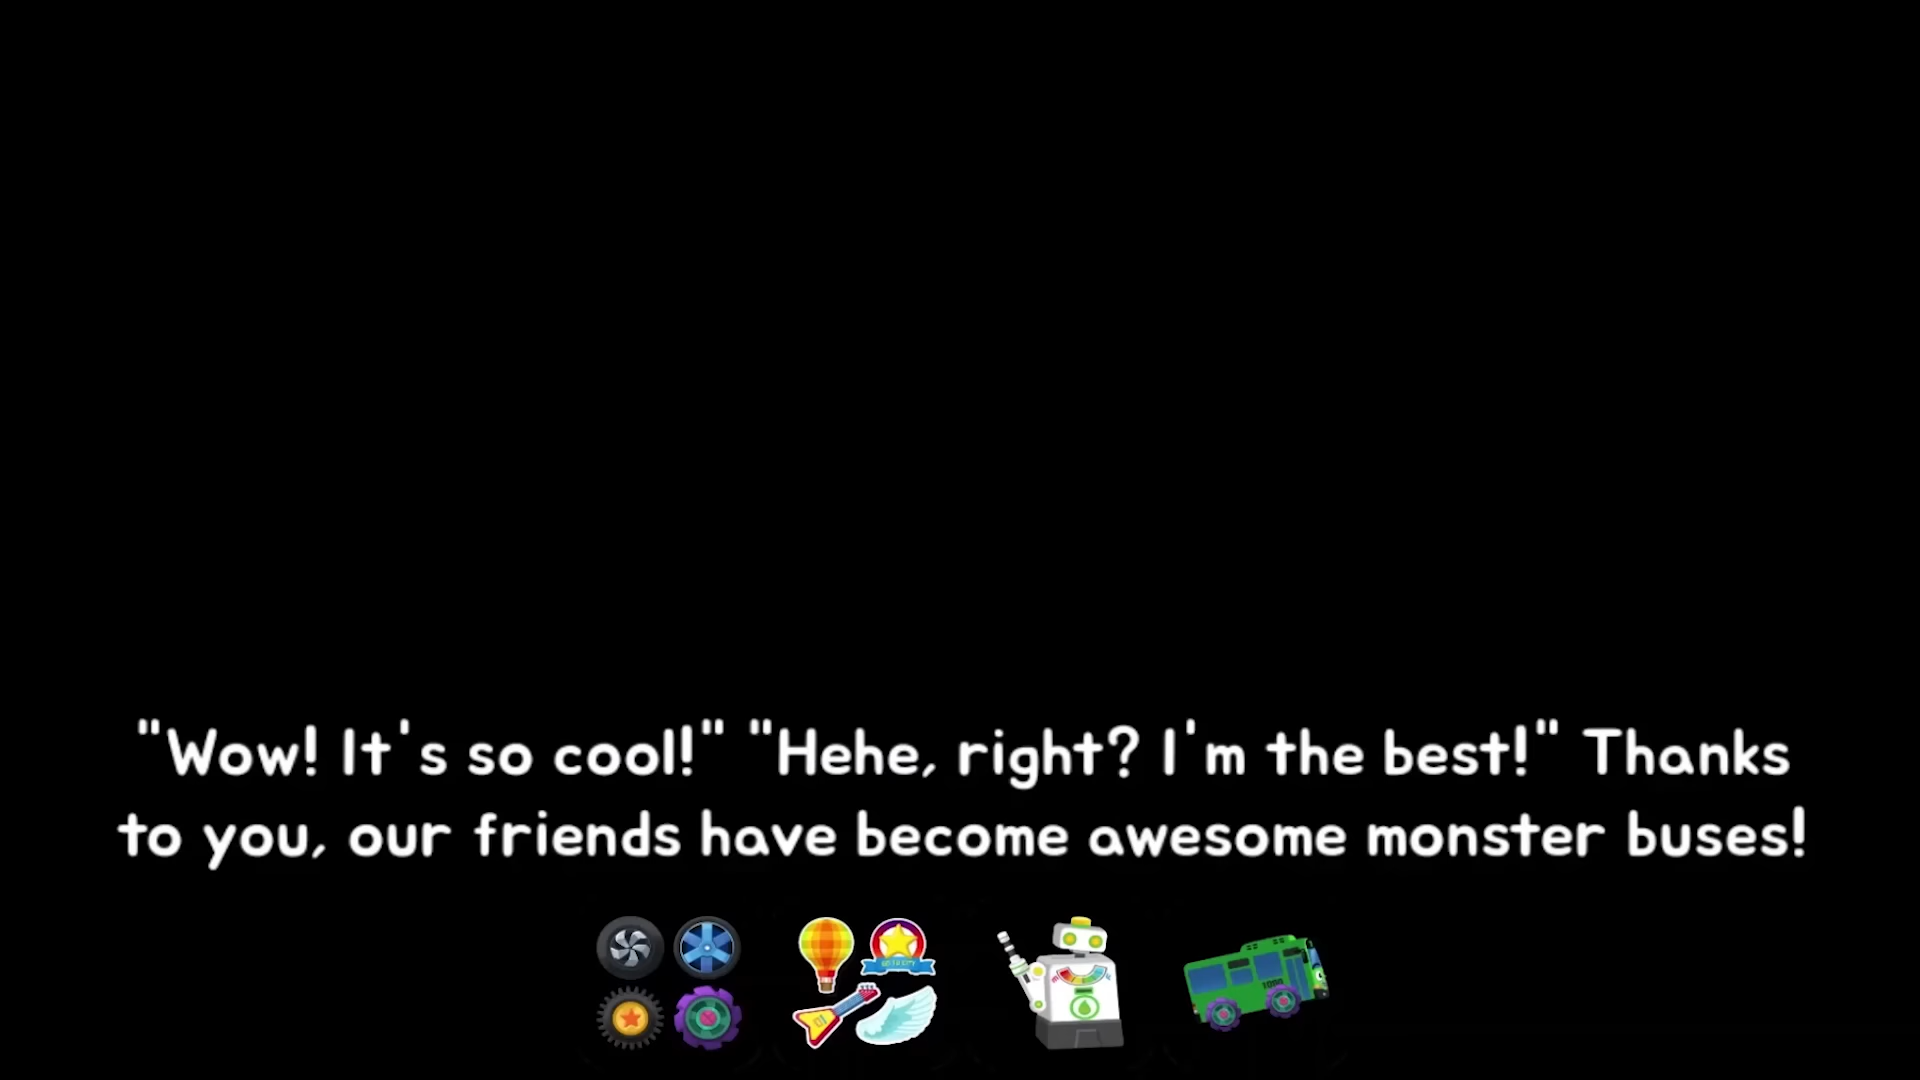 "Wow! It's so cool!" "Hehe, right? I'm the best!" Thanks
to you, our friends have become awesome monster buses!